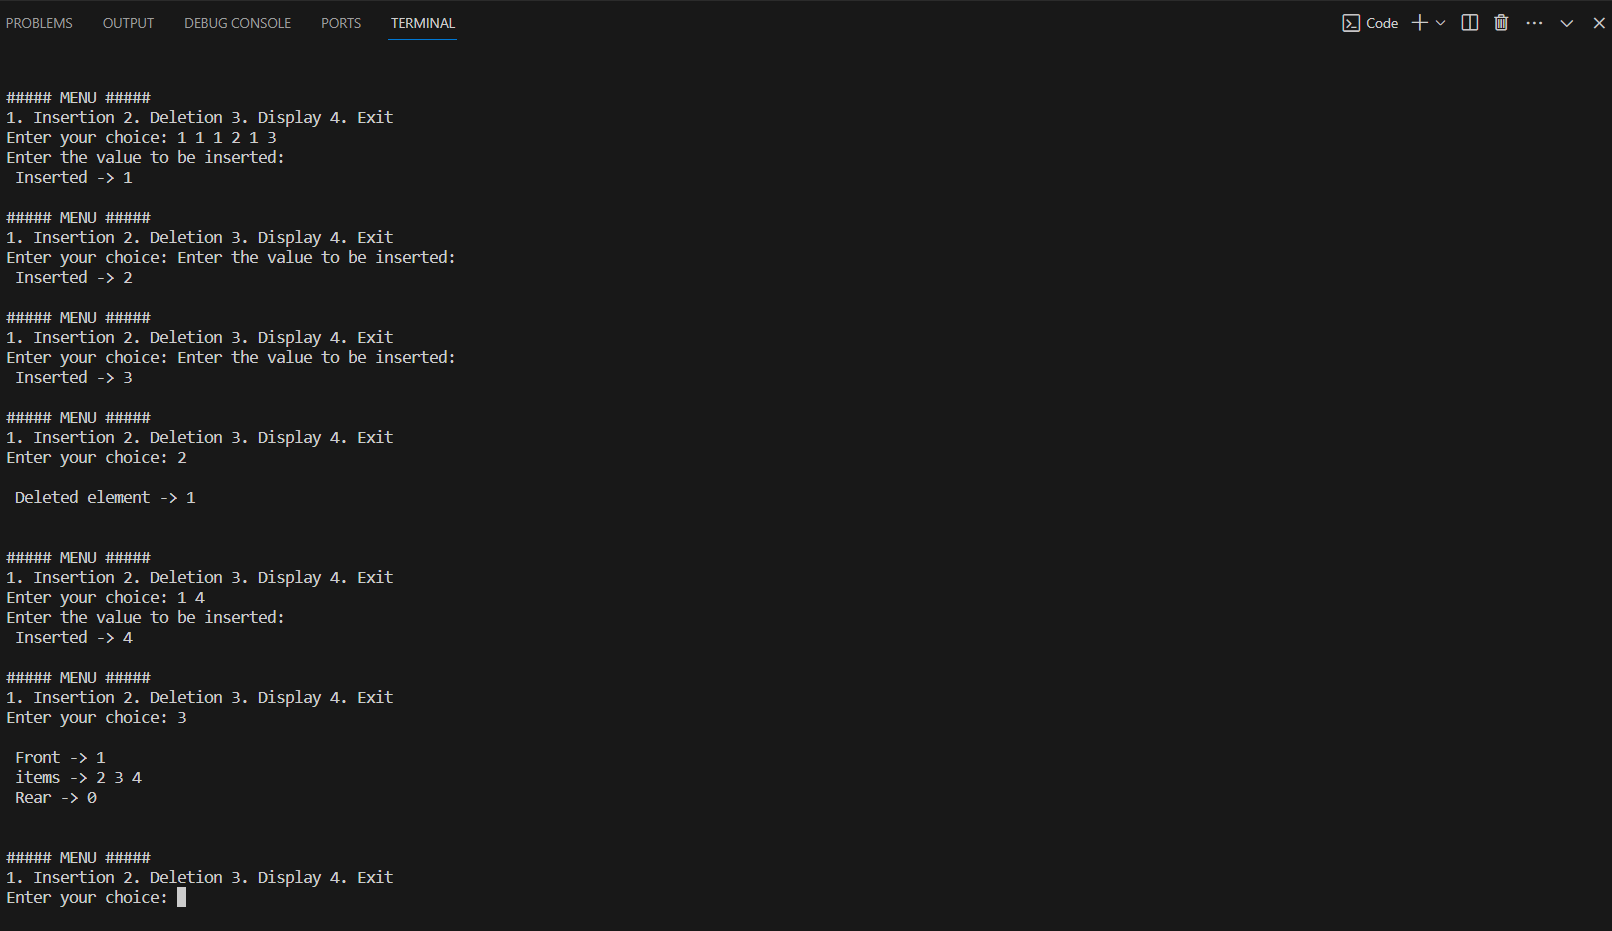 PROBLEMS OUTPUT DEBUG CONSOLE PORTS TERMINAL Code
##### MENU #####
1. Insertion 2. Deletion 3. Display 4. Exit
Enter your choice: 1 1 1 2 1 3
Enter the value to be inserted:
 Inserted -> 1
##### MENU #####
1. Insertion 2. Deletion 3. Display 4. Exit
Enter your choice: Enter the value to be inserted:
 Inserted -> 2
##### MENU #####
1. Insertion 2. Deletion 3. Display 4. Exit
Enter your choice: Enter the value to be inserted:
 Inserted -> 3
##### MENU #####
1. Insertion 2. Deletion 3. Display 4. Exit
Enter your choice: 2
 Deleted element -> 1
##### MENU #####
1. Insertion 2. Deletion 3. Display 4. Exit
Enter your choice: 1 4
Enter the value to be inserted:
 Inserted -> 4
##### MENU #####
1. Insertion 2. Deletion 3. Display 4. Exit
Enter your choice: 3
 Front -> 1
 items -> 2 3 4
 Rear -> 0
##### MENU #####
1. Insertion 2. Deletion 3. Display 4. Exit
Enter your choice: